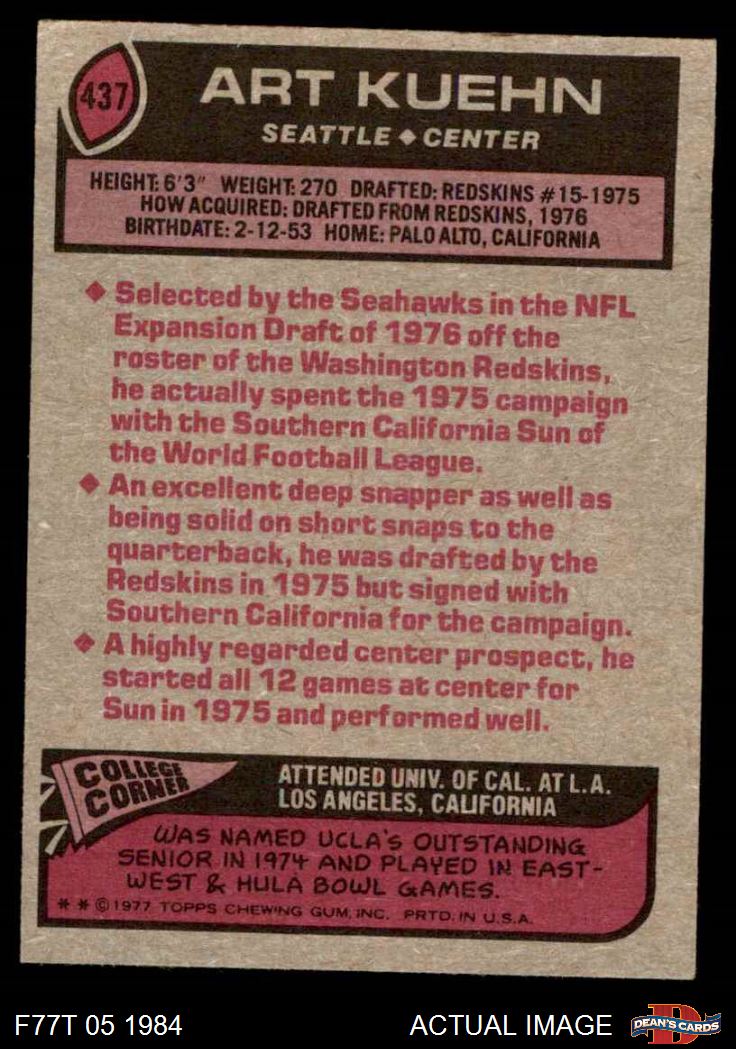 437
ART KUEHN
SEATTLE ◆ CENTER
HEIGHT: 6'3" WEIGHT: 270 DRAFTED: REDSKINS #15-1975
HOW ACQUIRED: DRAFTED FROM REDSKINS, 1976
BIRTHDATE: 2-12-53 HOME: PALO ALTO, CALIFORNIA
◆ Selected by the Seahawks in the NFL
Expansion Draft of 1976 off the
roster of the Washington Redskins,
he actually spent the 1975 campaign
with the Southern California Sun of
the World Football League.
◆ An excellent deep snapper as well as
being solid on short snaps to the
quarterback, he was drafted by the
Redskins in 1975 but signed with
Southern California for the campaign.
◆ A highly regarded center prospect, he
started all 12 games at center for
Sun in 1975 and performed well.
COLLEGE
CORNER
ATTENDED UNIV. OF CAL. AT L.A.
LOS ANGELES, CALIFORNIA
WAS NAMED UCLA'S OUTSTANDING
SENIOR IN 1974 AND PLAYED IN EAST-
WEST & HULA BOWL GAMES.
* * © 1977 TOPPS CHEWING GUM, INC. PRTD. IN U.S.A.
F77T 05 1984 ACTUAL IMAGE
D
DEAN'S CARDS